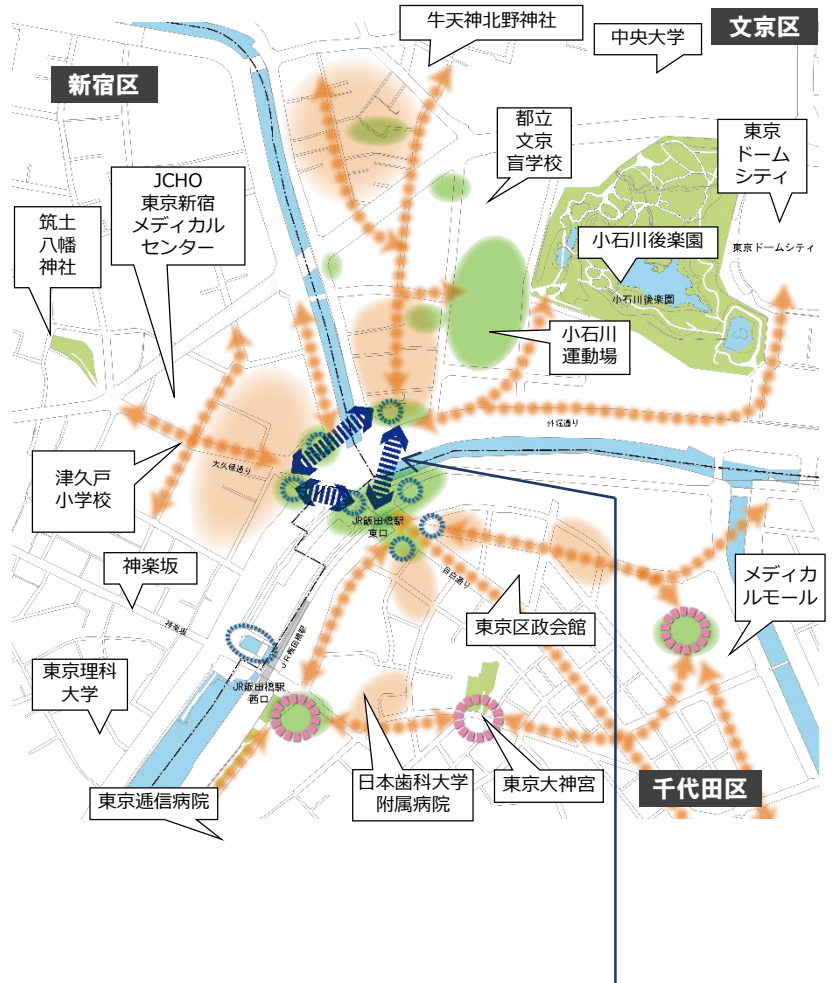 牛天神北野神社
中央大学
文京区
新宿区
都立
文京
盲学校
東京
ドーム
シティ
JCHO
東京新宿
メディカル
センター
筑土
八幡
神社
小石川後楽園
東京ドームシティ
小石川後楽園
小石川
運動場
外堀通り
大久保通り
津久戸
小学校
JR飯田橋駅
東口
目白通り
神楽坂
メディカ
ルモール
東京区政会館
神楽坂
JR飯田橋駅
東京理科
大学
JR飯田橋駅
西口
日本歯科大学
附属病院
東京大神宮
千代田区
東京逓信病院